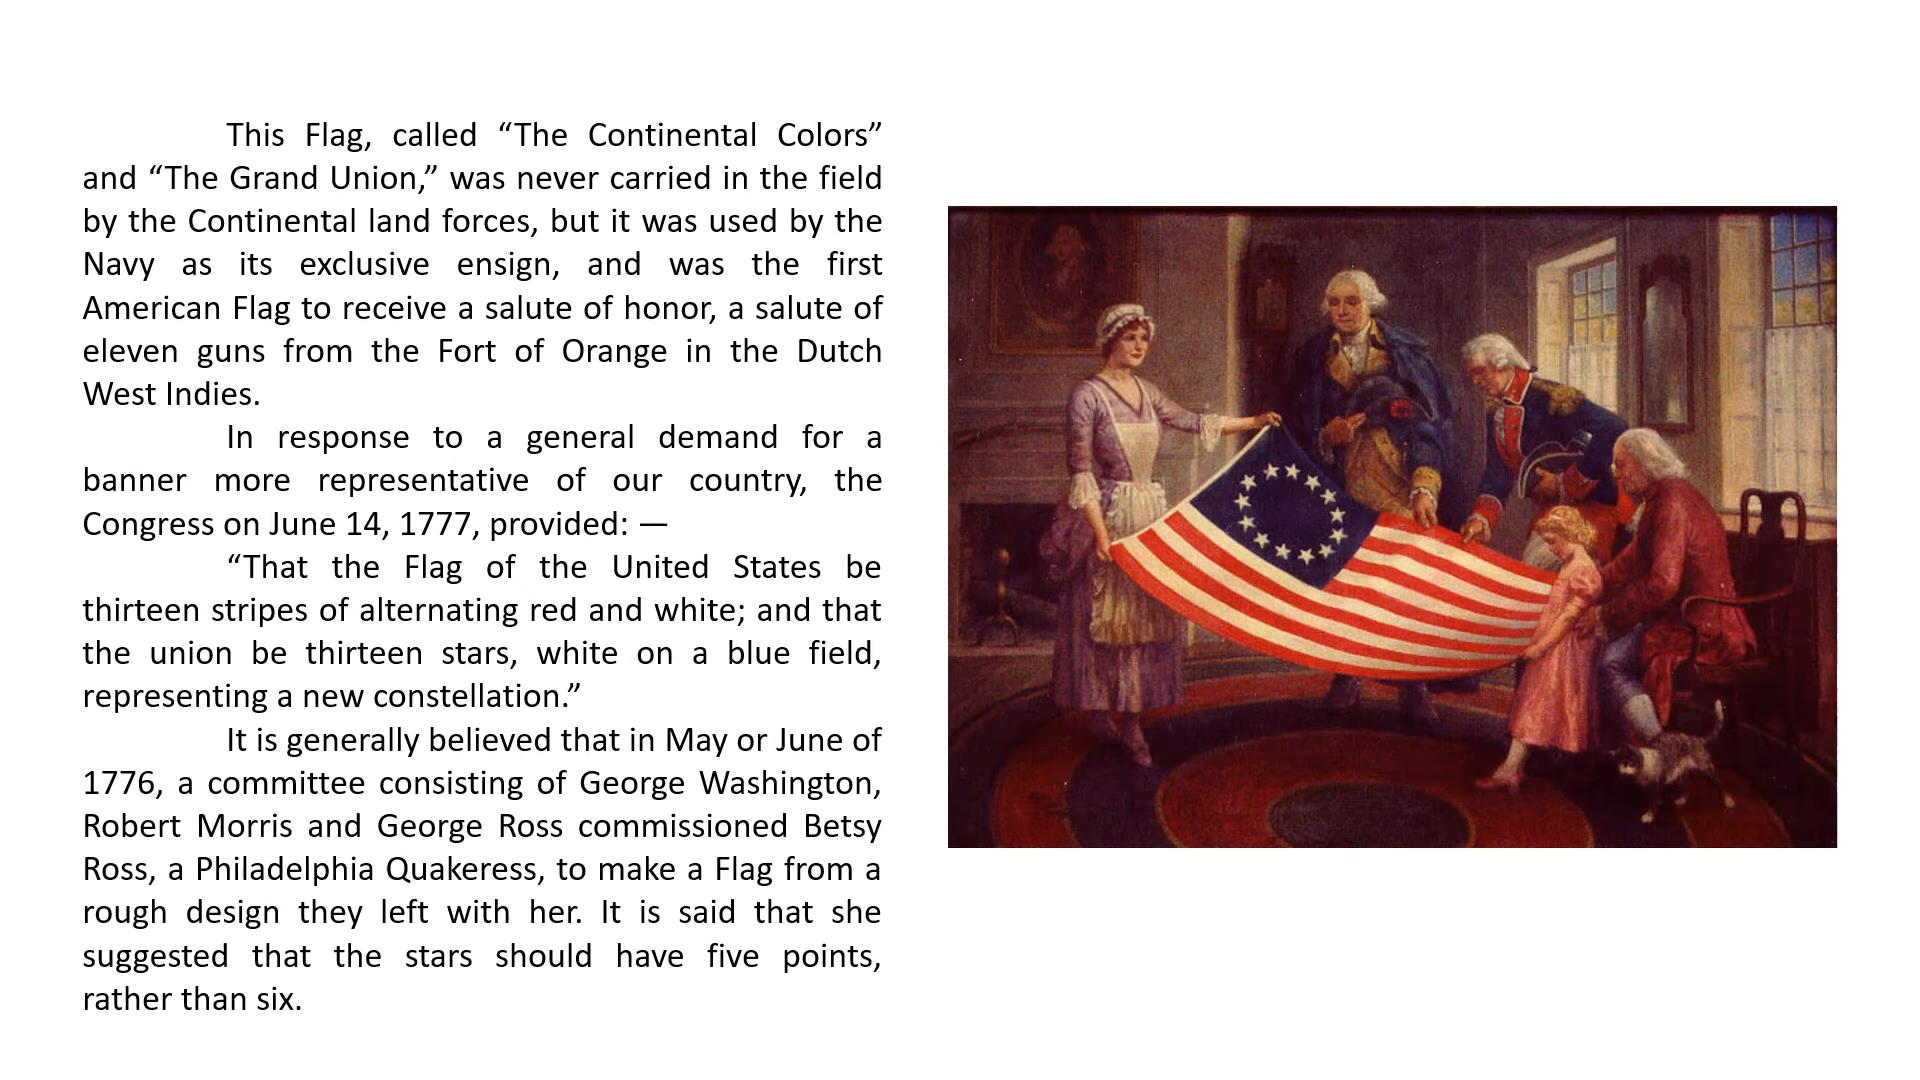 This Flag, called “The Continental Colors”
and “The Grand Union,” was never carried in the field
by the Continental land forces, but it was used by the
Navy as its exclusive ensign, and was the first
American Flag to receive a salute of honor, a salute of
eleven guns from the Fort of Orange in the Dutch
West Indies.
In response to a general demand for a
banner more representative of our country, the
Congress on June 14, 1777, provided: —
“That the Flag of the United States be
thirteen stripes of alternating red and white; and that
the union be thirteen stars, white on a blue field,
representing a new constellation.”
It is generally believed that in May or June of
1776, a committee consisting of George Washington,
Robert Morris and George Ross commissioned Betsy
Ross, a Philadelphia Quakeress, to make a Flag from a
rough design they left with her. It is said that she
suggested that the stars should have five points,
rather than six.